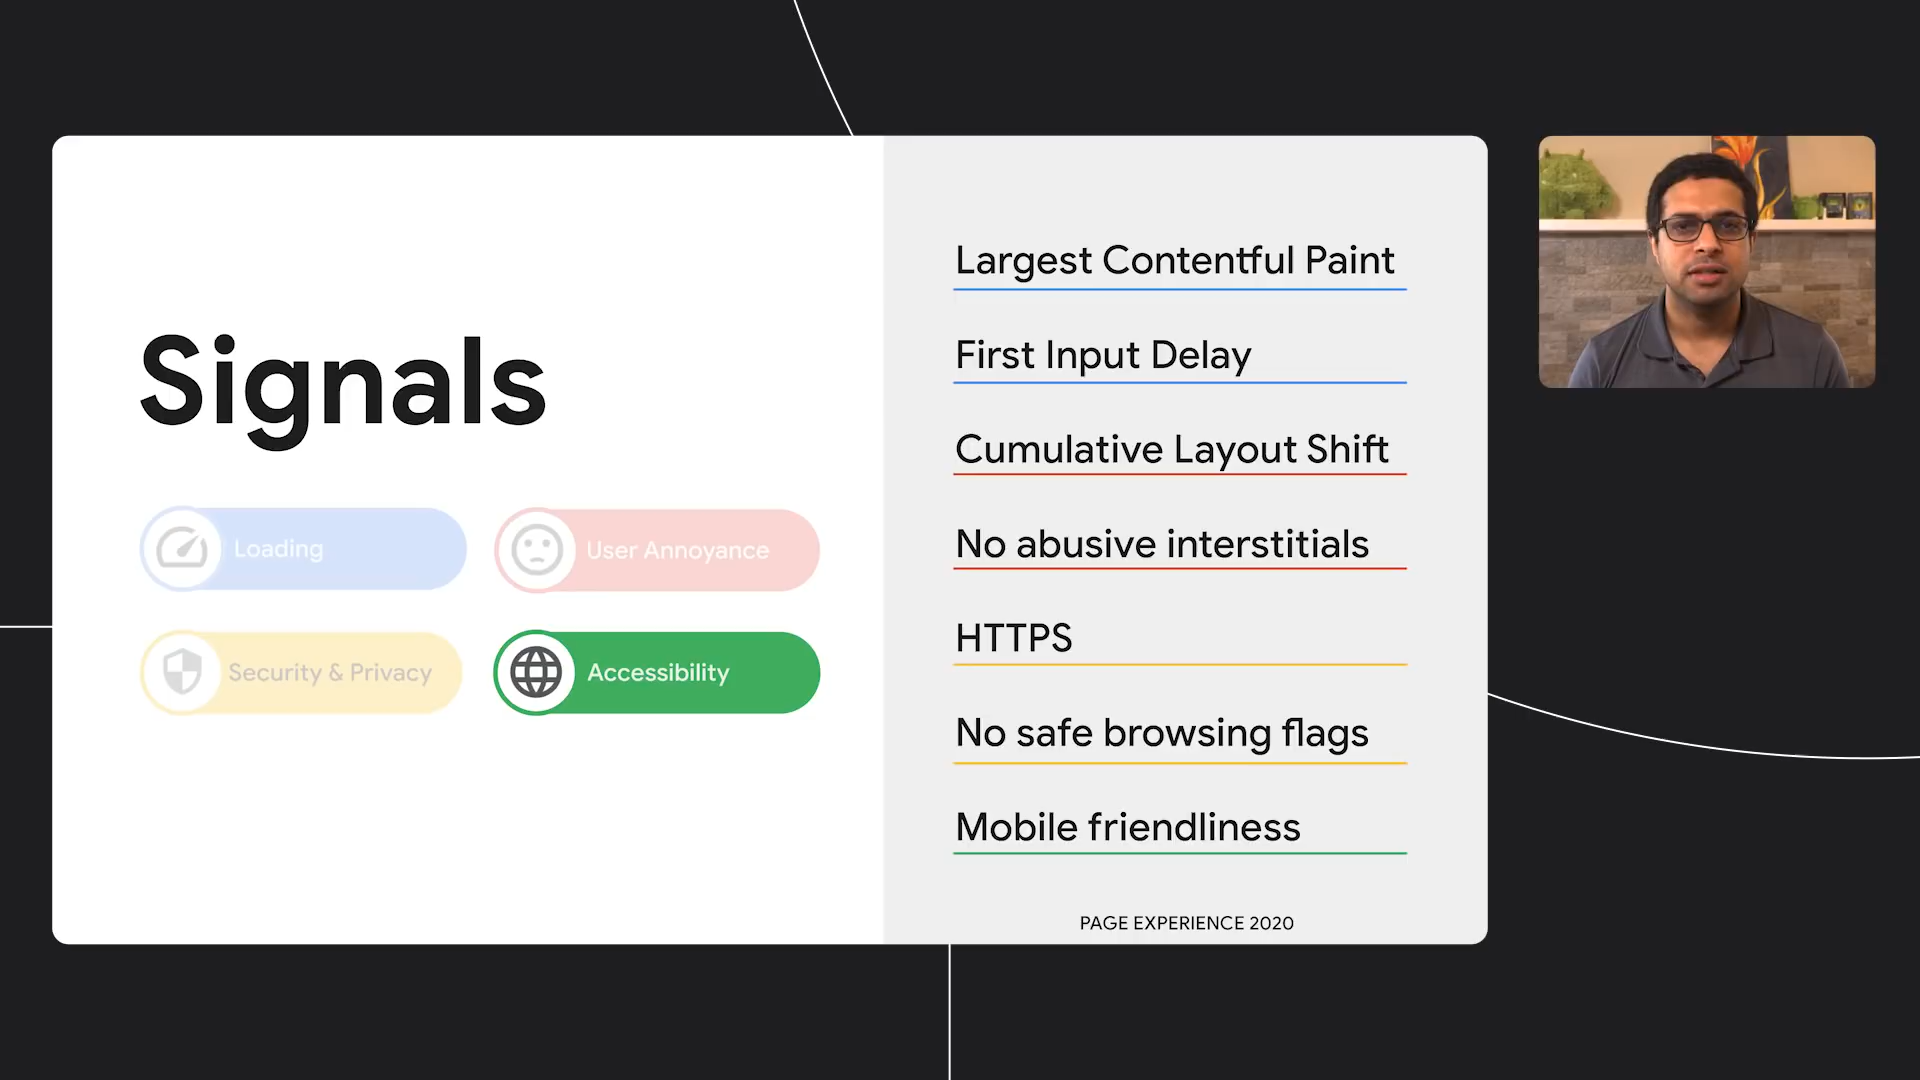 Signals
Loading
User Annoyance
Security & Privacy
Accessibility
Largest Contentful Paint
First Input Delay
Cumulative Layout Shift
No abusive interstitials
HTTPS
No safe browsing flags
Mobile friendliness
PAGE EXPERIENCE 2020